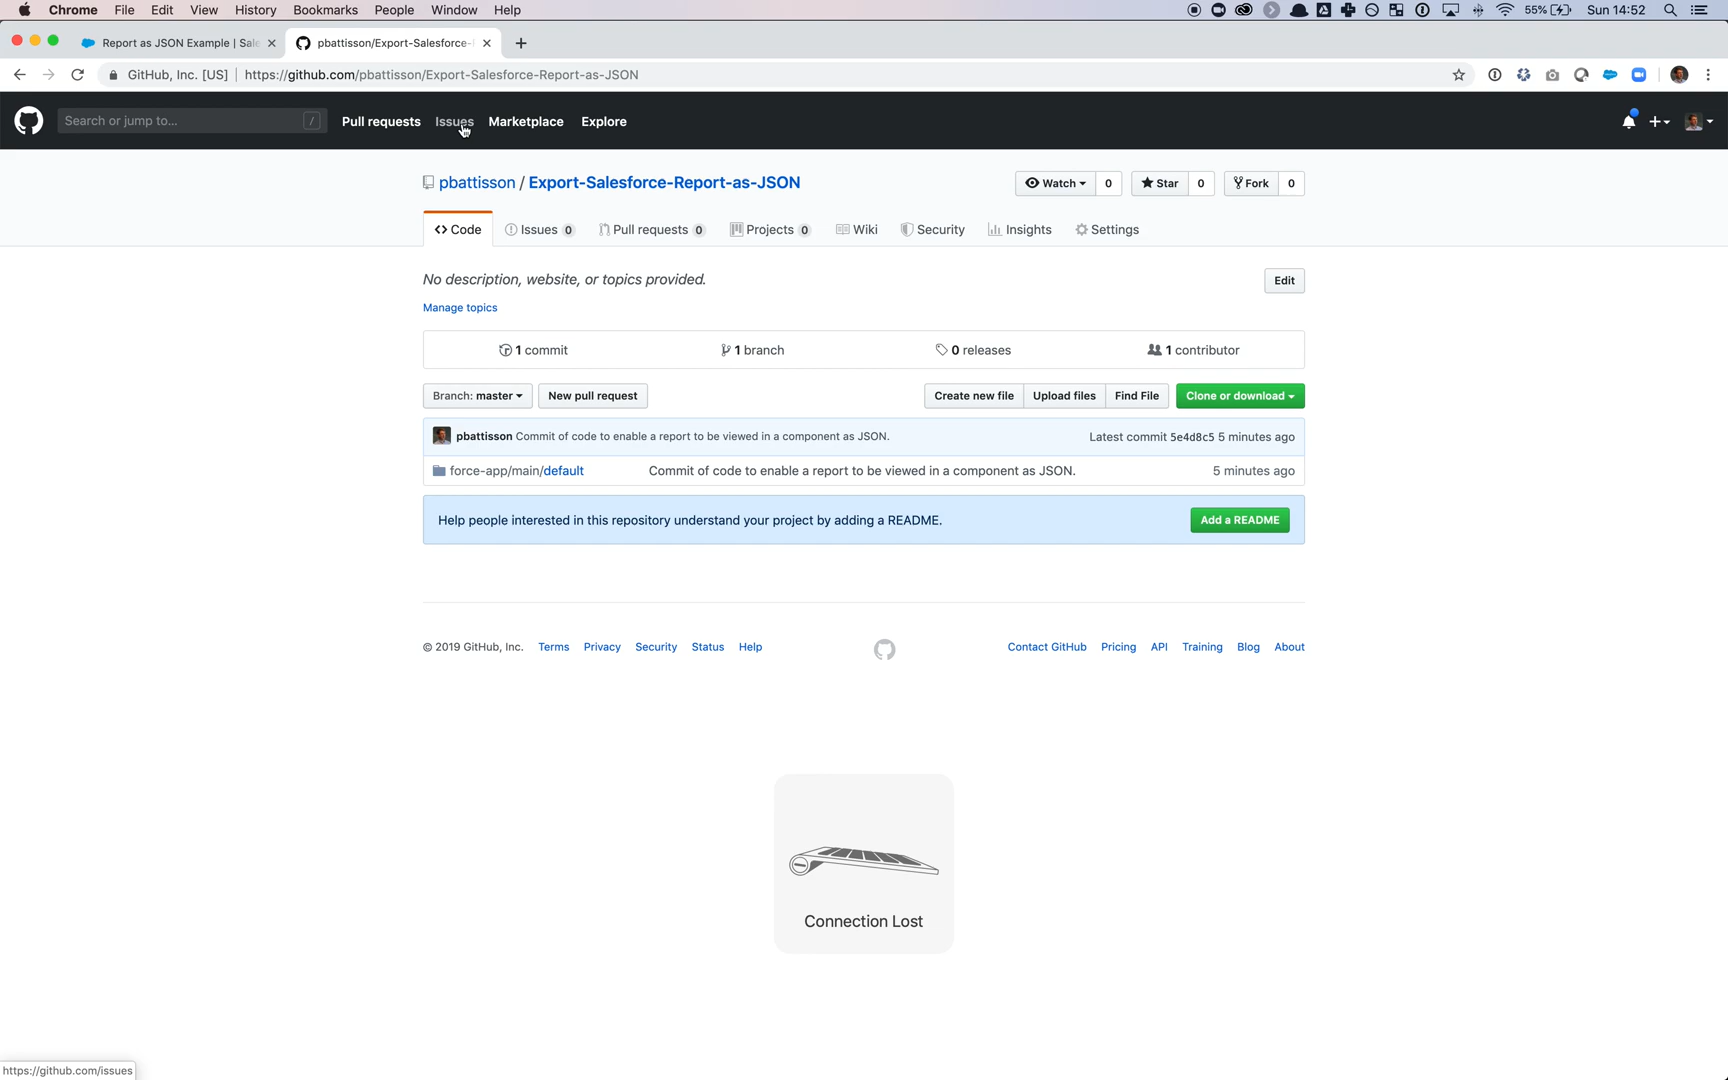 Chrome File Edit View History Bookmarks People Window Help 55% Sun 14:52
Report as JSON Example | Sale pbattisson/Export-Salesforce-
GitHub, Inc. [US] | https://github.com/pbattisson/Export-Salesforce-Report-as-JSON
Search or jump to... / Pull requests Issues Marketplace Explore
pbattisson / Export-Salesforce-Report-as-JSON Watch 0 Star 0 Fork 0
Code Issues 0 Pull requests 0 Projects 0 Wiki Security Insights Settings
No description, website, or topics provided. Edit
Manage topics
1 commit 1 branch 0 releases 1 contributor
Branch: master New pull request Create new file Upload files Find File Clone or download
pbattisson Commit of code to enable a report to be viewed in a component as JSON. Latest commit 5e4d8c5 5 minutes ago
force-app/main/default Commit of code to enable a report to be viewed in a component as JSON. 5 minutes ago
Help people interested in this repository understand your project by adding a README. Add a README
© 2019 GitHub, Inc. Terms Privacy Security Status Help Contact GitHub Pricing API Training Blog About
Connection Lost
https://github.com/issues